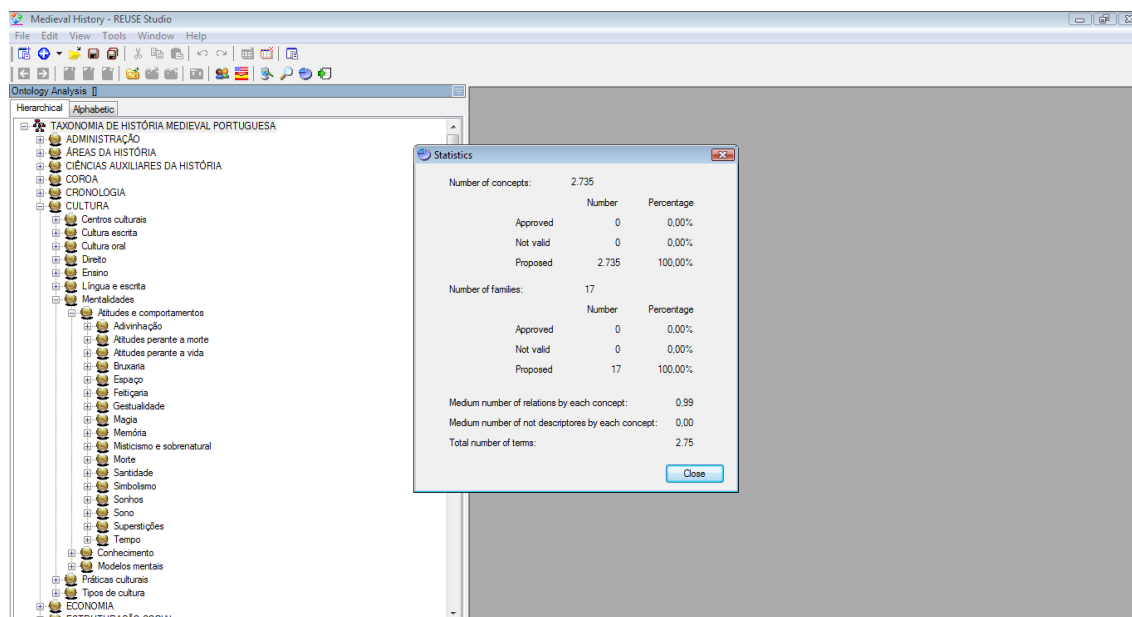 Medieval History - REUSE Studio
File Edit View Tools Window Help
Ontology Analysis []
Hierarchical Alphabetic
TAXONOMIA DE HISTÓRIA MEDIEVAL PORTUGUESA
ADMINISTRAÇÃO
ÁREAS DA HISTÓRIA
CIÊNCIAS AUXILIARES DA HISTÓRIA
COROA
CRONOLOGIA
CULTURA
Centros culturais
Cultura escrita
Cultura oral
Direito
Ensino
Língua e escrita
Mentalidades
Atitudes e comportamentos
Adivinhação
Atitudes perante a morte
Atitudes perante a vida
Bruxaria
Espaço
Feitiçaria
Gestualidade
Magia
Memória
Misticismo e sobrenatural
Morte
Santidade
Simbolismo
Sonhos
Sono
Superstições
Tempo
Conhecimento
Modelos mentais
Práticas culturais
Tipos de cultura
ECONOMIA
Statistics
Number of concepts: 2.735
Number Percentage
Approved 0 0,00%
Not valid 0 0,00%
Proposed 2.735 100,00%
Number of families: 17
Number Percentage
Approved 0 0,00%
Not valid 0 0,00%
Proposed 17 100,00%
Medium number of relations by each concept: 0,99
Medium number of not descriptores by each concept: 0,00
Total number of terms: 2.75
Close